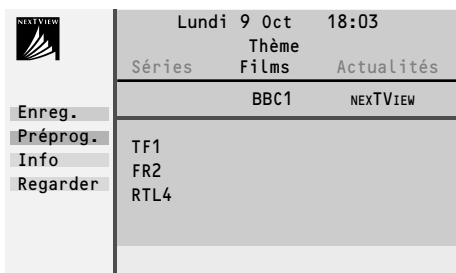 NEXTVIEW
Lundi 9 Oct 18:03
Thème
Séries Films Actualités
BBC1 NEXTVIEW
Enreg.
Préprog.
Info
Regarder
TF1
FR2
RTL4